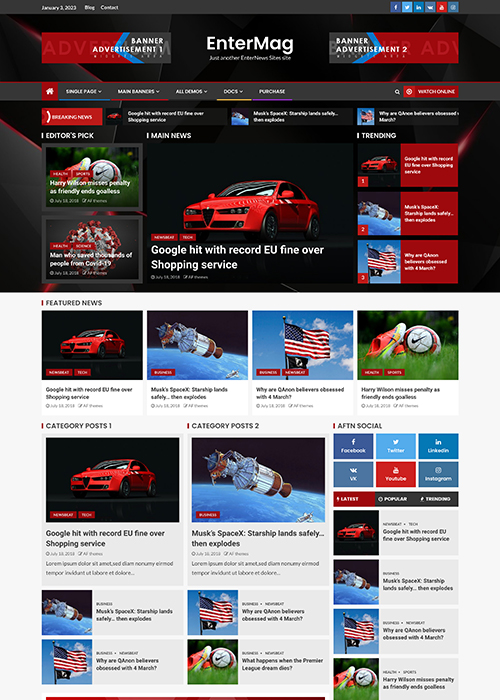 January 3, 2023
Blog
Contact
BANNER
ADVERTISEMENT 1
WIDGETS AREA
EnterMag
Just another EnterNews Sites site
BANNER
ADVERTISEMENT 2
WIDGETS AREA
SINGLE PAGE
MAIN BANNERS
ALL DEMOS
DOCS
PURCHASE
WATCH ONLINE
BREAKING NEWS
Google hit with record EU fine over
Shopping service
Musk's SpaceX: Starship lands safely…
then explodes
Why are QAnon believers obsessed
with 4 March?
EDITOR'S PICK
HEALTH
SPORTS
Harry Wilson misses penalty
as friendly ends goalless
July 18, 2018
AF themes
HEALTH
SCIENCE
Man who saved thousands of
people from Covid-19
July 18, 2018
AF themes
MAIN NEWS
NEWSBEAT
TECH
Google hit with record EU fine over
Shopping service
July 18, 2018
AF themes
TRENDING
1
Google hit with record
EU fine over Shopping
service
2
Musk's SpaceX:
Starship lands safely…
then explodes
3
Why are QAnon
believers obsessed
with 4 March?
FEATURED NEWS
NEWSBEAT
TECH
Google hit with record EU fine over
Shopping service
July 18, 2018
AF themes
BUSINESS
Musk's SpaceX: Starship lands
safely… then explodes
July 18, 2018
AF themes
BUSINESS
NEWSBEAT
Why are QAnon believers obsessed
with 4 March?
July 18, 2018
AF themes
HEALTH
SPORTS
Harry Wilson misses penalty as
friendly ends goalless
July 18, 2018
AF themes
CATEGORY POSTS 1
NEWSBEAT
TECH
Google hit with record EU fine over
Shopping service
July 18, 2018
AF themes
Lorem ipsum dolor sit amet,sed diam nonumy eirmod
tempor invidunt ut labore et dolore…
BUSINESS
Musk's SpaceX: Starship lands
safely… then explodes
BUSINESS
NEWSBEAT
Why are QAnon believers
obsessed with 4 March?
CATEGORY POSTS 2
BUSINESS
Musk's SpaceX: Starship lands safely…
then explodes
July 18, 2018
AF themes
Lorem ipsum dolor sit amet,sed diam nonumy eirmod
tempor invidunt ut labore et dolore…
BUSINESS
NEWSBEAT
Why are QAnon believers
obsessed with 4 March?
BUSINESS
NEWSBEAT
What happens when the Premier
League dream dies?
AFTN SOCIAL
Facebook
Twitter
Linkedin
VK
Youtube
Instagram
LATEST
POPULAR
TRENDING
NEWSBEAT
TECH
Google hit with record EU
fine over Shopping service
BUSINESS
Musk's SpaceX: Starship
lands safely… then explodes
BUSINESS
NEWSBEAT
Why are QAnon believers
obsessed with 4 March?
HEALTH
SPORTS
Harry Wilson misses penalty
as friendly ends goalless